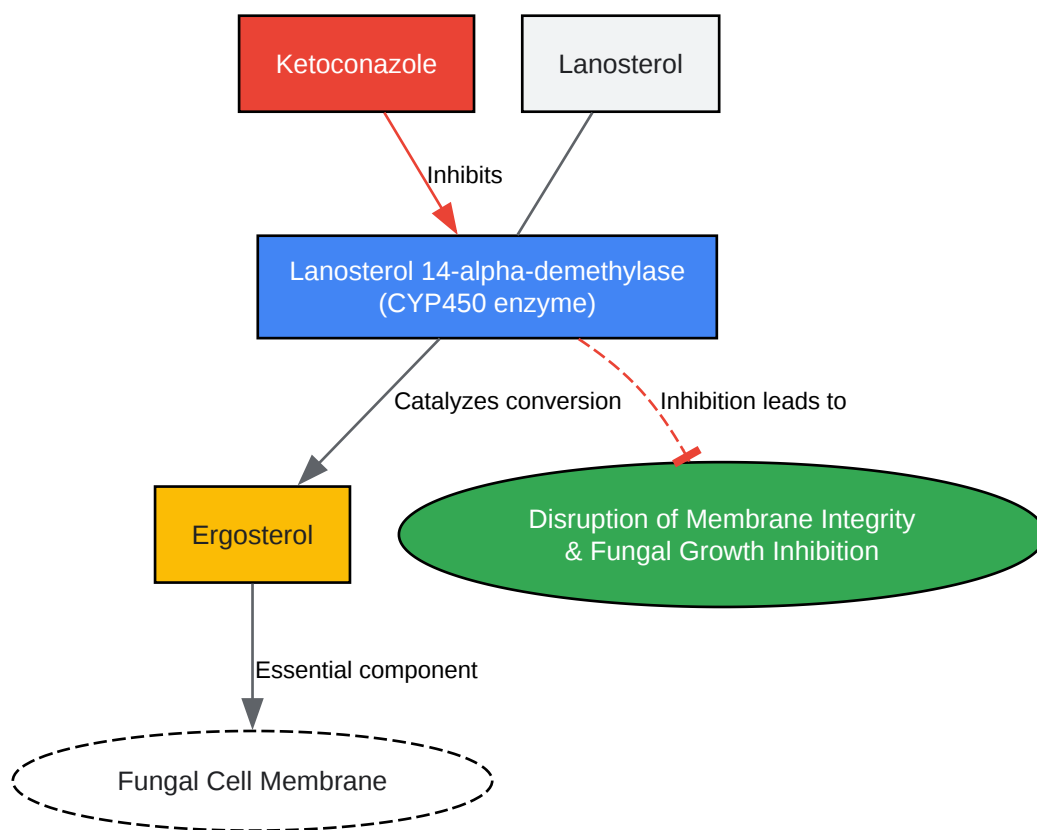 Ketoconazole
Lanosterol
Inhibits
Lanosterol 14-alpha-demethylase
(CYP450 enzyme)
Catalyzes conversion
Inhibition leads to
Ergosterol
Disruption of Membrane Integrity
& Fungal Growth Inhibition
Essential component
Fungal Cell Membrane